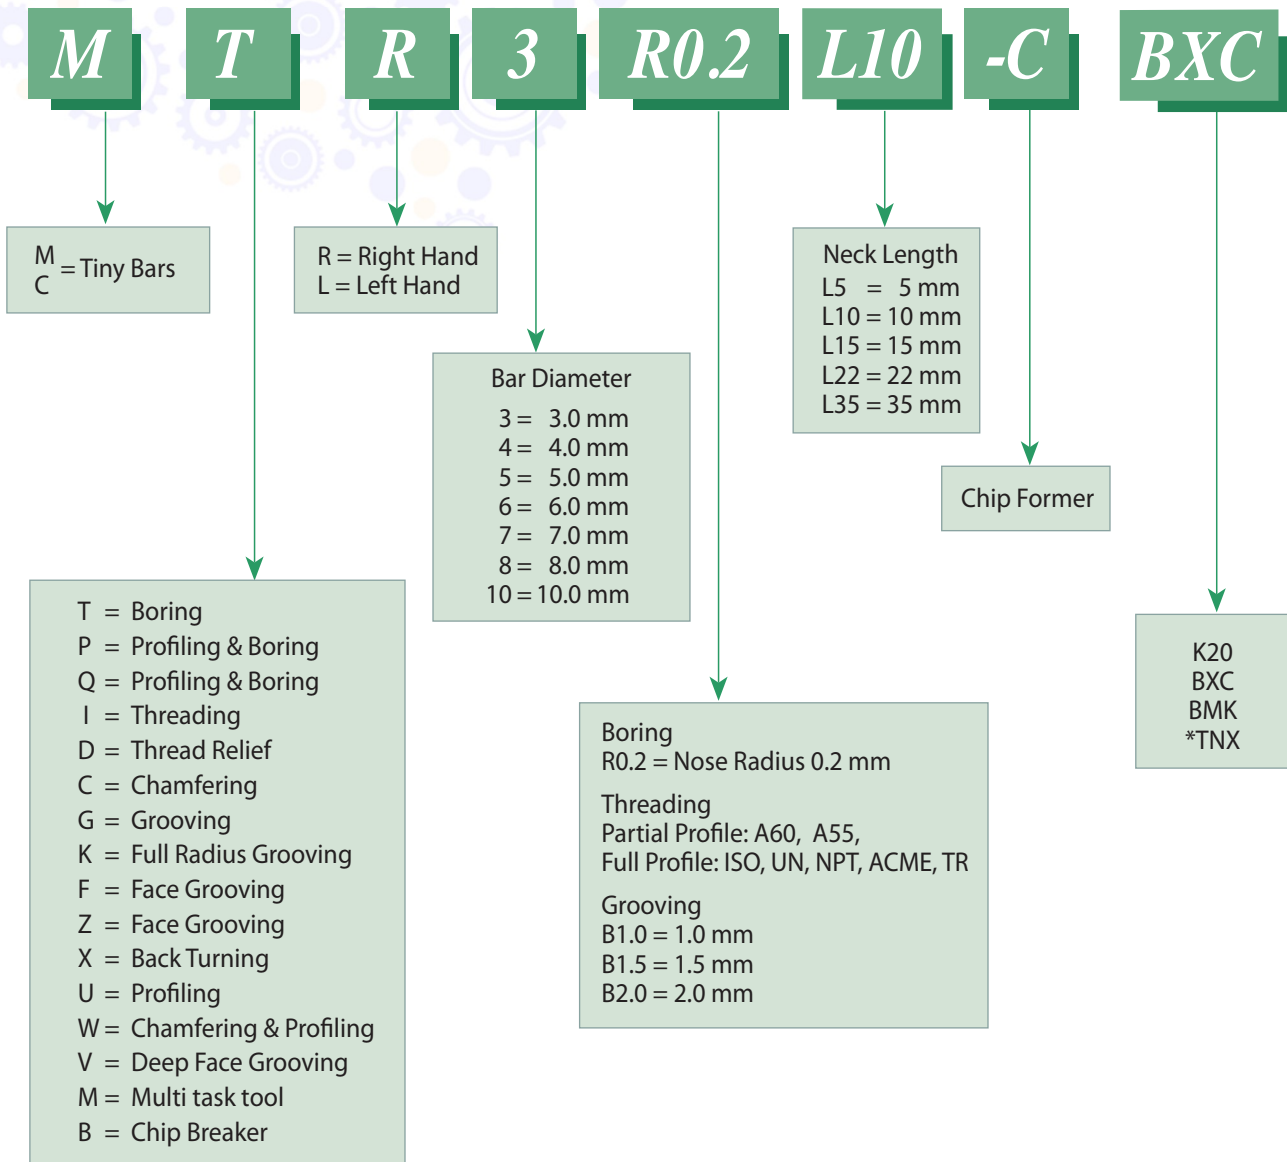 M T R 3 R0.2 L10 -C BXC
M
C = Tiny Bars
R = Right Hand
L = Left Hand
Bar Diameter
3 = 3.0 mm
4 = 4.0 mm
5 = 5.0 mm
6 = 6.0 mm
7 = 7.0 mm
8 = 8.0 mm
10 = 10.0 mm
Neck Length
L5 = 5 mm
L10 = 10 mm
L15 = 15 mm
L22 = 22 mm
L35 = 35 mm
Chip Former
T = Boring
P = Profiling & Boring
Q = Profiling & Boring
I = Threading
D = Thread Relief
C = Chamfering
G = Grooving
K = Full Radius Grooving
F = Face Grooving
Z = Face Grooving
X = Back Turning
U = Profiling
W = Chamfering & Profiling
V = Deep Face Grooving
M = Multi task tool
B = Chip Breaker
Boring
R0.2 = Nose Radius 0.2 mm
Threading
Partial Profile: A60, A55,
Full Profile: ISO, UN, NPT, ACME, TR
Grooving
B1.0 = 1.0 mm
B1.5 = 1.5 mm
B2.0 = 2.0 mm
K20
BXC
BMK
*TNX